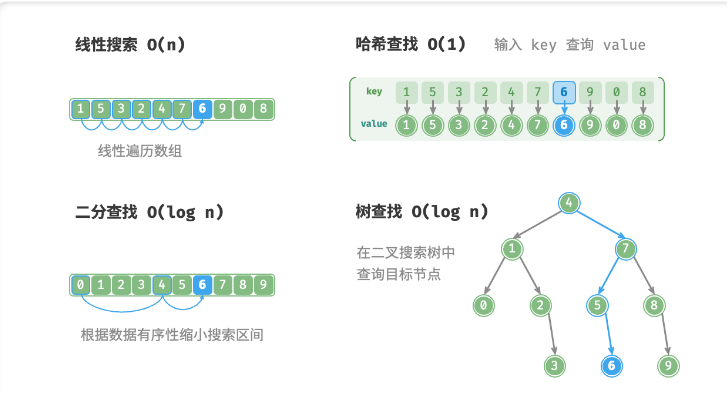 线性搜索 O(n)
1 5 3 2 4 7 6 9 0 8
线性遍历数组
哈希查找 O(1) 输入 key 查询 value
key 1 5 3 2 4 7 6 9 0 8
value 1 5 3 2 4 7 6 9 0 8
二分查找 O(log n)
0 1 2 3 4 5 6 7 8 9
根据数据有序性缩小搜索区间
树查找 O(log n)
在二叉搜索树中
查询目标节点
4
1 7
0 2 5 8
3 6 9